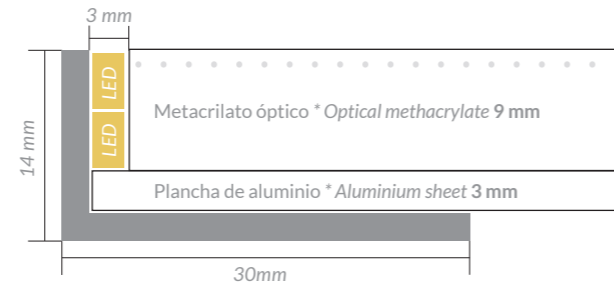 3 mm
LED
LED
14 mm
Metacrilato óptico * Optical methacrylate 9 mm
Plancha de aluminio * Aluminium sheet 3 mm
30mm